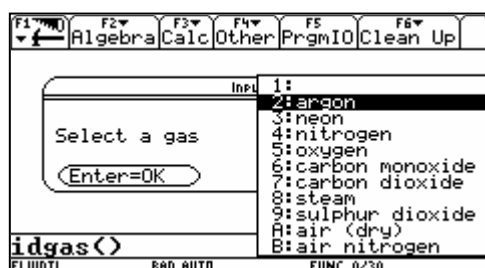 F1 F2 F3 F4 F5 F6
Algebra Calc Other PrgmIO Clean Up
Select a gas
Enter=OK
1:
2:argon
3:neon
4:nitrogen
5:oxygen
6:carbon monoxide
7:carbon dioxide
8:steam
9:sulphur dioxide
A:air (dry)
B:air nitrogen
idgas()
RAD AUTO FUNC 0/30